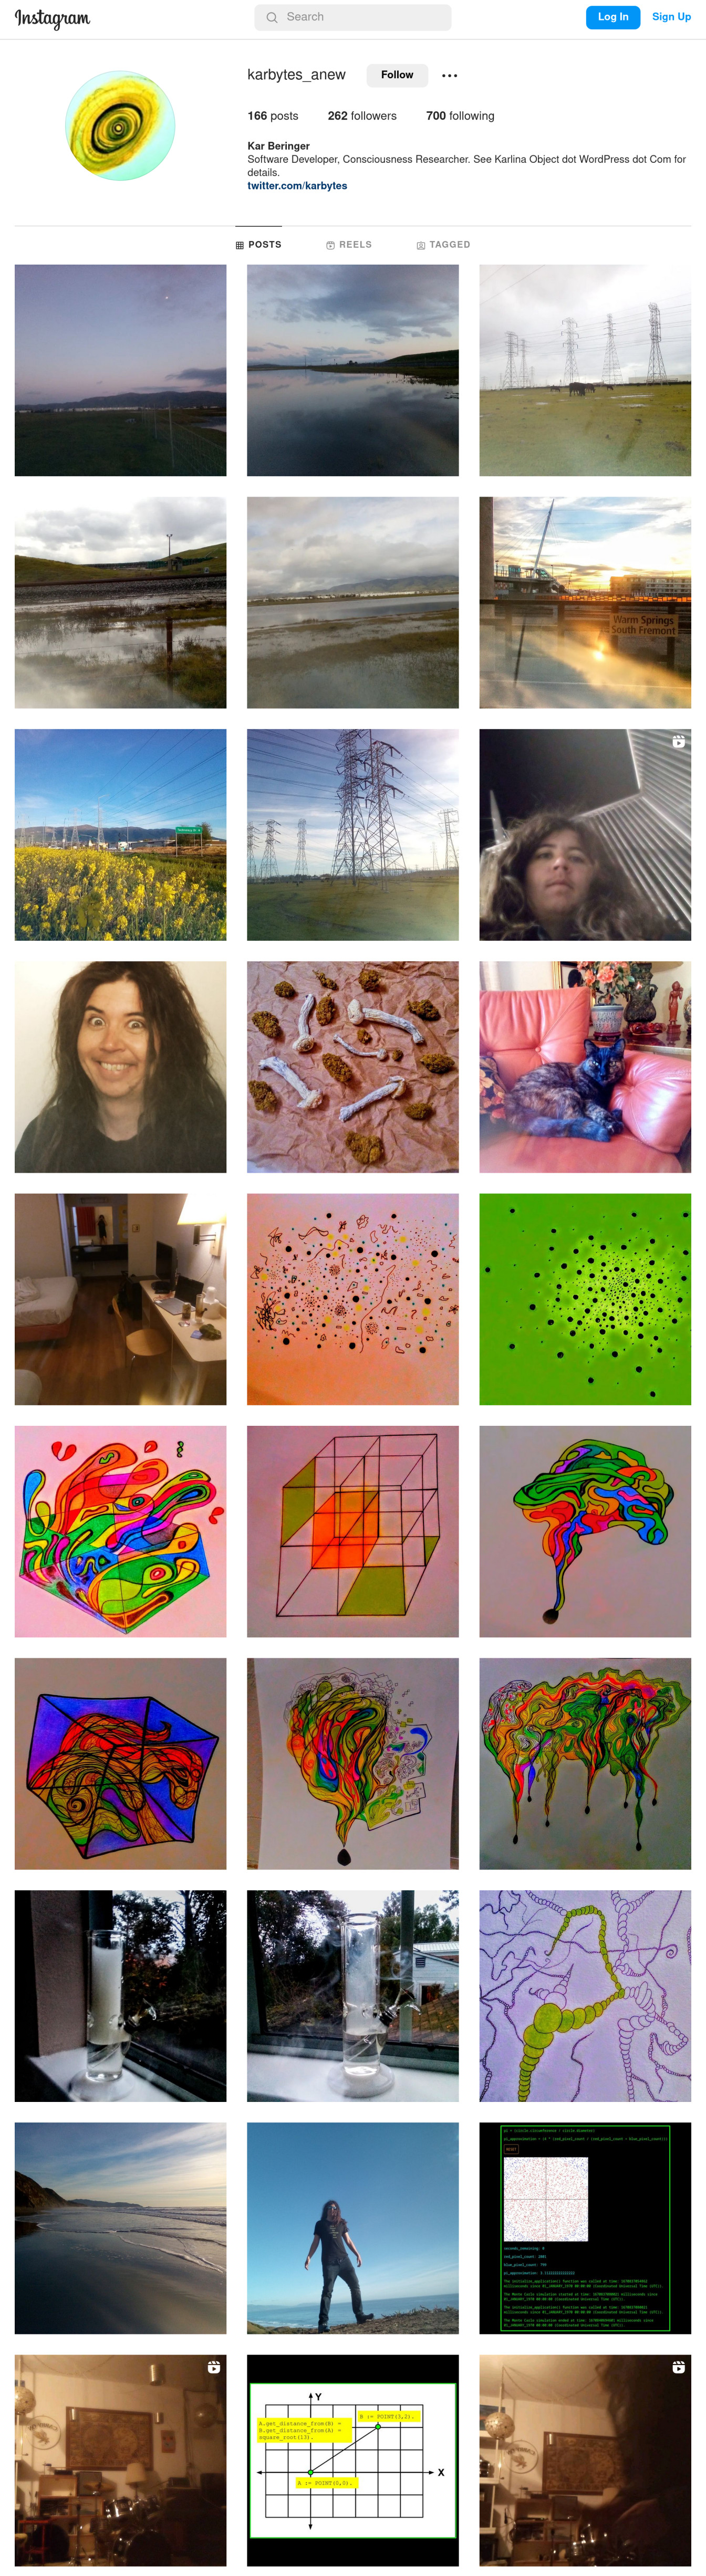 Instagram
Search
Log In
Sign Up
karbytes_anew
Follow
166 posts
262 followers
700 following
Kar Beringer
Software Developer, Consciousness Researcher. See Karlina Object dot WordPress dot Com for
details.
twitter.com/karbytes
POSTS
REELS
TAGGED
Warm Springs
South Fremont
Y
B := POINT(3,2).
A.get_distance_from(B) =
B.get_distance_from(A) =
square_root(13).
X
A := POINT(0,0).